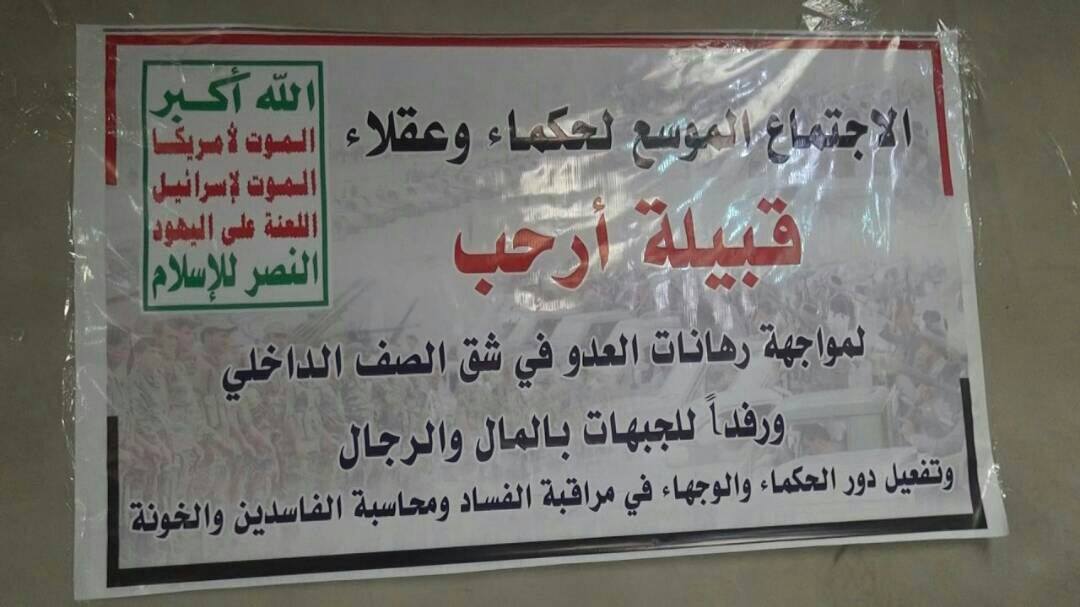 الله أكبر
الموت لأمريكا
الموت لإسرائيل
اللعنة على اليهود
النصر للإسلام
الاجتماع الموسع لحكماء وعقلاء
قبيلة أرحب
لمواجهة رهانات العدو في شق الصف الداخلي
ورفداً للجبهات بالمال والرجال
وتفعيل دور الحكماء والوجهاء في مراقبة الفساد ومحاسبة الفاسدين والخونة